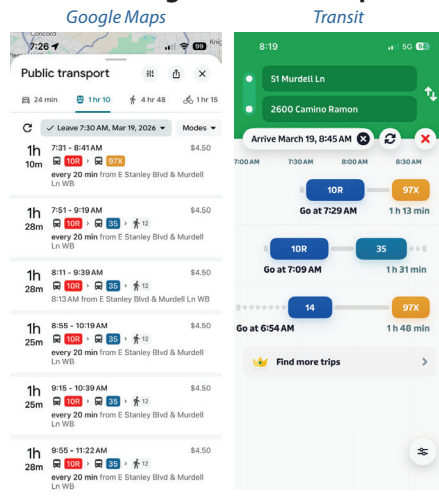 Google Maps
Transit
Concord
7:26
99
Public transport
24 min
1 hr 10
4 hr 48
1 hr 15
Leave 7:30 AM, Mar 19, 2026
Modes
1h
10m
7:31 - 8:41 AM
$4.50
10R › 97X
every 20 min from E Stanley Blvd & Murdell
Ln WB
1h
28m
7:51 - 9:19 AM
$4.50
10R › 35 › 12
every 20 min from E Stanley Blvd & Murdell
Ln WB
1h
28m
8:11 - 9:39 AM
$4.50
10R › 35 › 12
8:13 AM from E Stanley Blvd & Murdell Ln WB
1h
25m
8:55 - 10:19 AM
$4.50
10R › 35 › 12
every 20 min from E Stanley Blvd & Murdell
Ln WB
1h
25m
9:15 - 10:39 AM
$4.50
10R › 35 › 12
every 20 min from E Stanley Blvd & Murdell
Ln WB
1h
28m
9:55 - 11:22 AM
$4.50
10R › 35 › 12
every 20 min from E Stanley Blvd & Murdell
Ln WB
8:19
5G
51 Murdell Ln
2600 Camino Ramon
Arrive March 19, 8:45 AM
7:00 AM 7:30 AM 8:00 AM 8:30 AM
10R 97X
Go at 7:29 AM 1 h 13 min
10R 35
Go at 7:09 AM 1 h 31 min
14 97X
Go at 6:54 AM 1 h 48 min
Find more trips